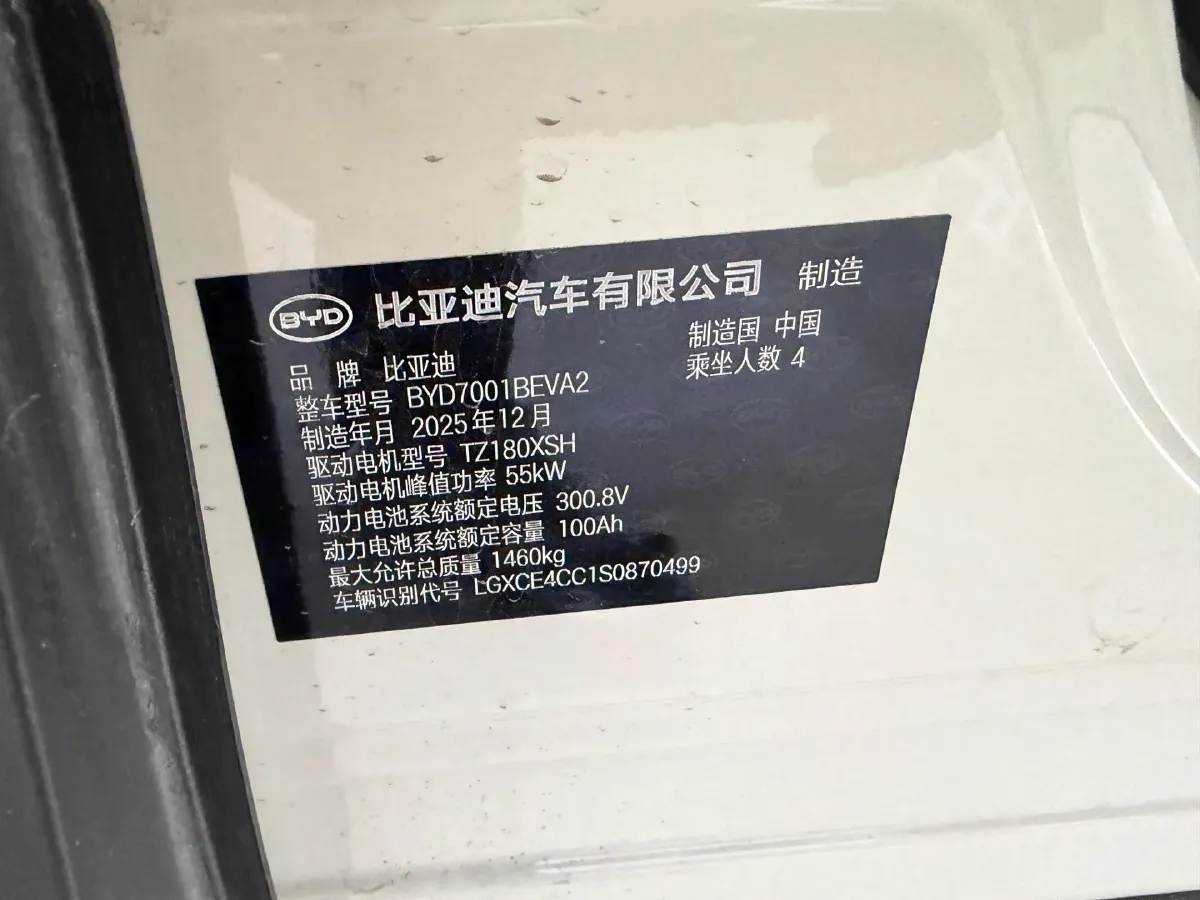 BYD 比亚迪汽车有限公司 制造
制造国 中国
品 牌 比亚迪
乘坐人数 4
整车型号 BYD7001BEVA2
制造年月 2025年12月
驱动电机型号 TZ180XSH
驱动电机峰值功率 55kW
动力电池系统额定电压 300.8V
动力电池系统额定容量 100Ah
最大允许总质量 1460kg
车辆识别代号 LGXCE4CC1S0870499